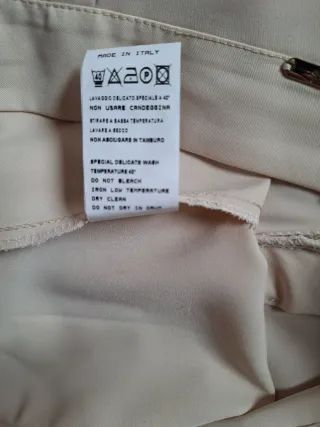 MADE IN ITALY
LAVAGGIO DELICATO SPECIALE A 40°
NON USARE CANDEGGINA
STIRARE A BASSA TEMPERATURA
LAVARE A SECCO
NON ASCIUGARE IN TAMBURO
SPECIAL DELICATE WASH
TEMPERATURE 40°
DO NOT BLEACH
IRON LOW TEMPERATURE
DRY CLEAN
DO NOT DRY IN DRUM